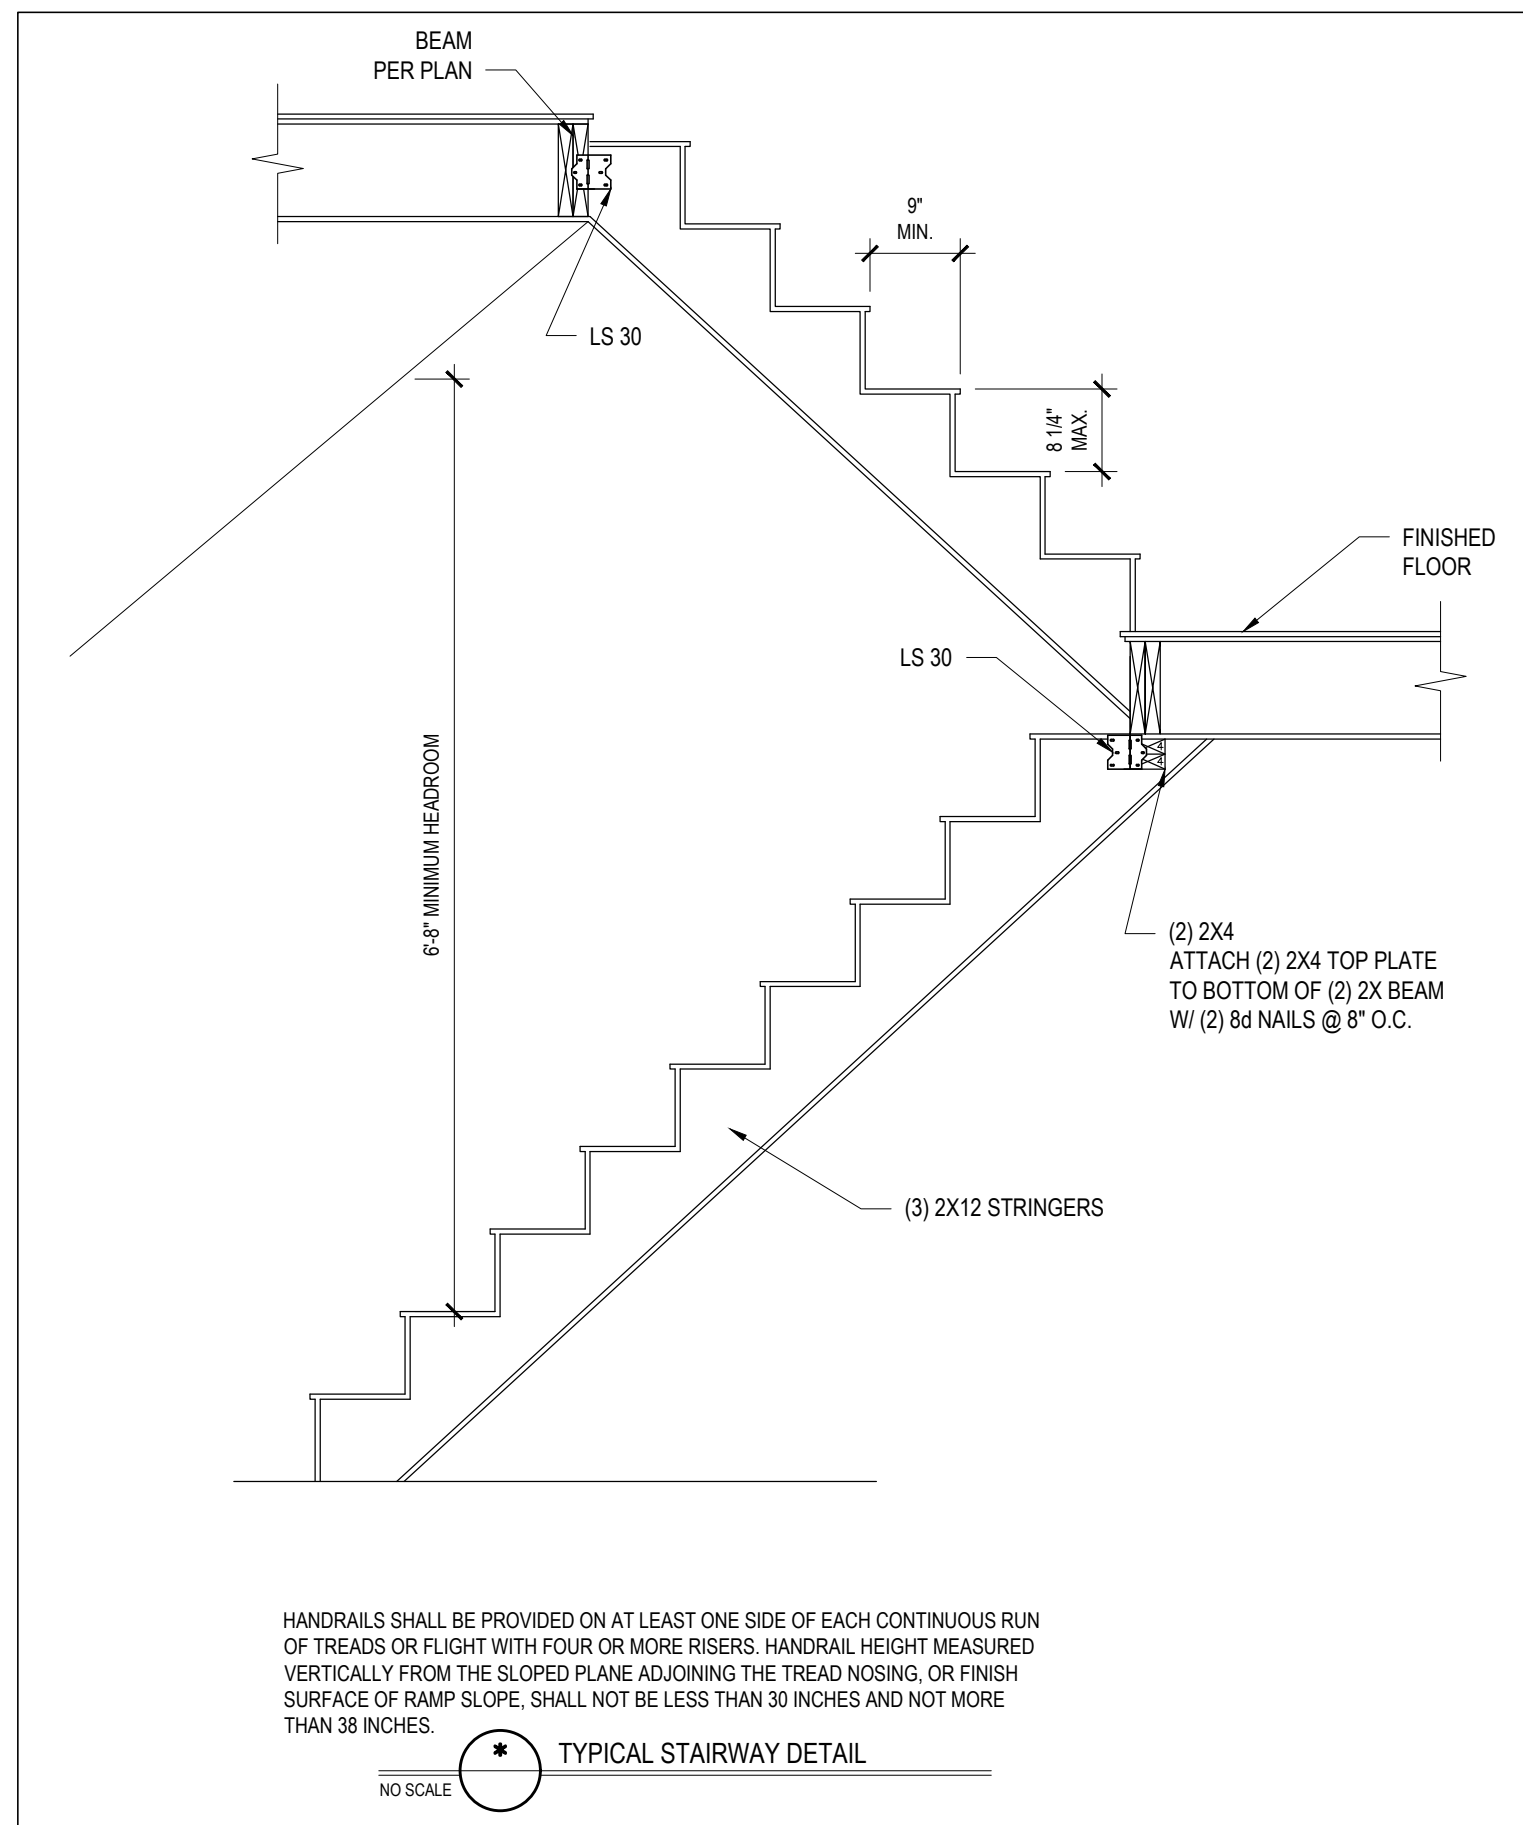 BEAM
PER PLAN
9"
MIN.
LS 30
8 1/4"
MAX.
FINISHED
FLOOR
LS 30
4
4
6'-8" MINIMUM HEADROOM
(2) 2X4
ATTACH (2) 2X4 TOP PLATE
TO BOTTOM OF (2) 2X BEAM
W/ (2) 8d NAILS @ 8" O.C.
(3) 2X12 STRINGERS
HANDRAILS SHALL BE PROVIDED ON AT LEAST ONE SIDE OF EACH CONTINUOUS RUN
OF TREADS OR FLIGHT WITH FOUR OR MORE RISERS. HANDRAIL HEIGHT MEASURED
VERTICALLY FROM THE SLOPED PLANE ADJOINING THE TREAD NOSING, OR FINISH
SURFACE OF RAMP SLOPE, SHALL NOT BE LESS THAN 30 INCHES AND NOT MORE
THAN 38 INCHES.
* TYPICAL STAIRWAY DETAIL
NO SCALE